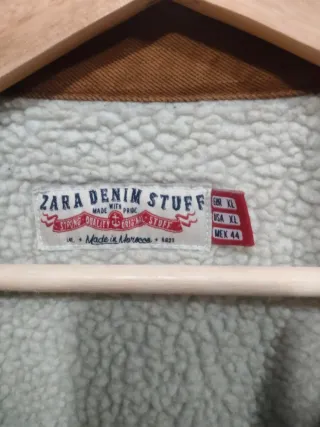 ZARA DENIM STUFF
MADE WITH PRIDE
STRONG QUALITY ORIGINAL STUFF
Made in Morocco
EUR XL
USA XL
MEX 44